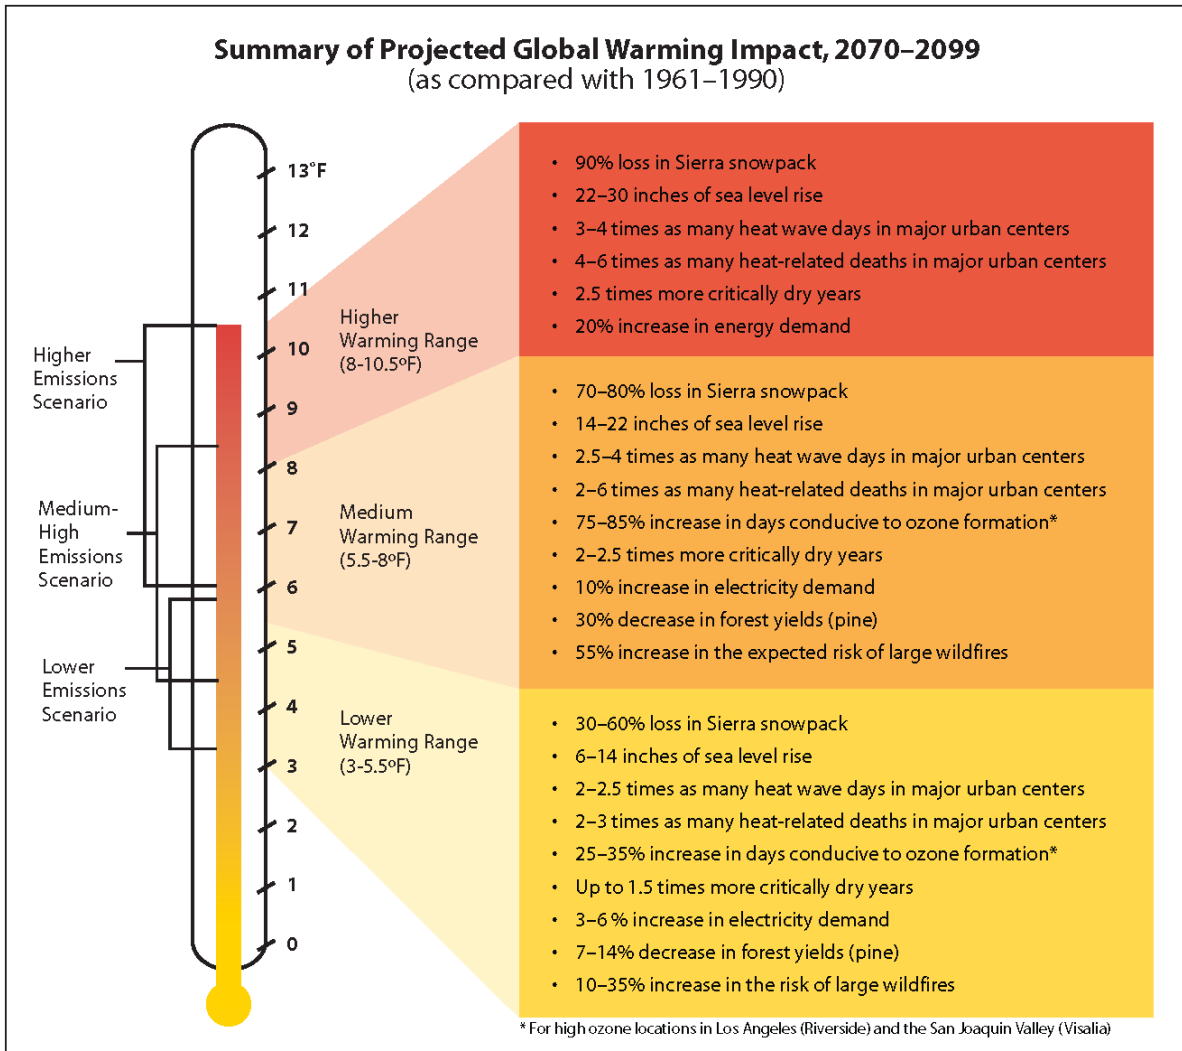 Summary of Projected Global Warming Impact, 2070–2099
(as compared with 1961–1990)
13°F
12
11
10
9
8
7
6
5
4
3
2
1
0
Higher
Emissions
Scenario
Medium-
High
Emissions
Scenario
Lower
Emissions
Scenario
Higher
Warming Range
(8-10.5ºF)
Medium
Warming Range
(5.5-8ºF)
Lower
Warming Range
(3-5.5ºF)
• 90% loss in Sierra snowpack
• 22–30 inches of sea level rise
• 3–4 times as many heat wave days in major urban centers
• 4–6 times as many heat-related deaths in major urban centers
• 2.5 times more critically dry years
• 20% increase in energy demand
• 70–80% loss in Sierra snowpack
• 14–22 inches of sea level rise
• 2.5–4 times as many heat wave days in major urban centers
• 2–6 times as many heat-related deaths in major urban centers
• 75–85% increase in days conducive to ozone formation*
• 2–2.5 times more critically dry years
• 10% increase in electricity demand
• 30% decrease in forest yields (pine)
• 55% increase in the expected risk of large wildfires
• 30–60% loss in Sierra snowpack
• 6–14 inches of sea level rise
• 2–2.5 times as many heat wave days in major urban centers
• 2–3 times as many heat-related deaths in major urban centers
• 25–35% increase in days conducive to ozone formation*
• Up to 1.5 times more critically dry years
• 3–6 % increase in electricity demand
• 7–14% decrease in forest yields (pine)
• 10–35% increase in the risk of large wildfires
* For high ozone locations in Los Angeles (Riverside) and the San Joaquin Valley (Visalia)